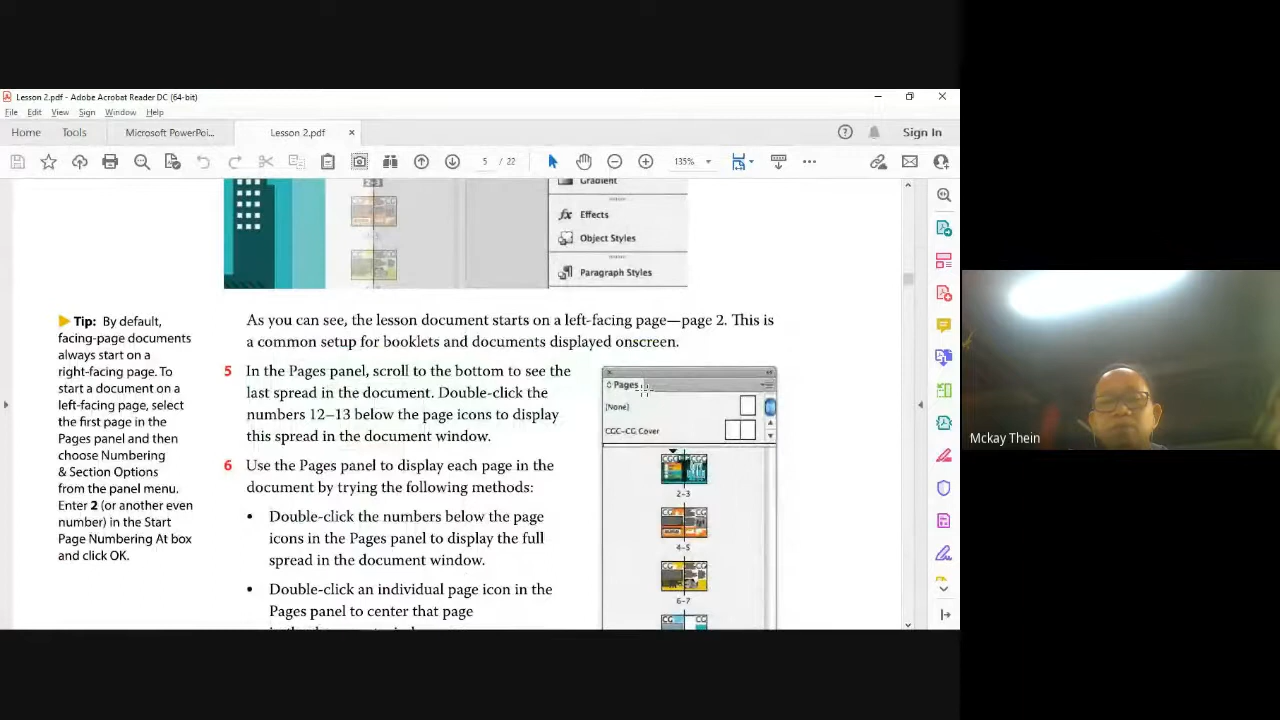 Lesson 2.pdf - Adobe Acrobat Reader DC (64-bit)
File Edit View Sign Window Help
Home Tools Microsoft PowerPoi... Lesson 2.pdf × Sign In
5 / 22 135%
2-3
Gradient
Effects
Object Styles
Paragraph Styles
Tip: By default,
facing-page documents
always start on a
right-facing page. To
start a document on a
left-facing page, select
the first page in the
Pages panel and then
choose Numbering
& Section Options
from the panel menu.
Enter 2 (or another even
number) in the Start
Page Numbering At box
and click OK.
As you can see, the lesson document starts on a left-facing page—page 2. This is
a common setup for booklets and documents displayed onscreen.
5 In the Pages panel, scroll to the bottom to see the
last spread in the document. Double-click the
numbers 12–13 below the page icons to display
this spread in the document window.
6 Use the Pages panel to display each page in the
document by trying the following methods:
• Double-click the numbers below the page
icons in the Pages panel to display the full
spread in the document window.
• Double-click an individual page icon in the
Pages panel to center that page
Pages
[None]
CGC-CG Cover
2-3
4-5
6-7
Mckay Thein